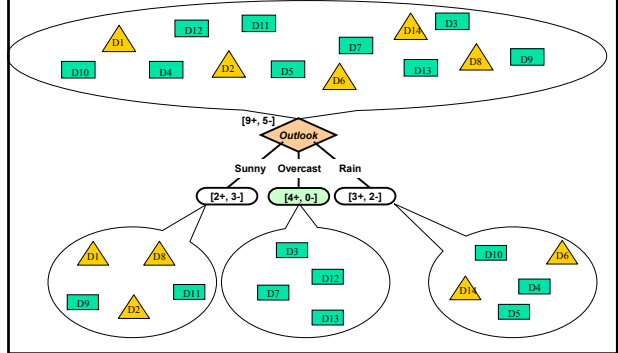 D1 D12 D11 D14 D3
D10 D4 D2 D5 D7 D6 D13 D8 D9
[9+, 5-]
Outlook
Sunny Overcast Rain
[2+, 3-] [4+, 0-] [3+, 2-]
D1 D8 D3 D10 D6
D9 D2 D11 D7 D12 D14 D4
D13 D5